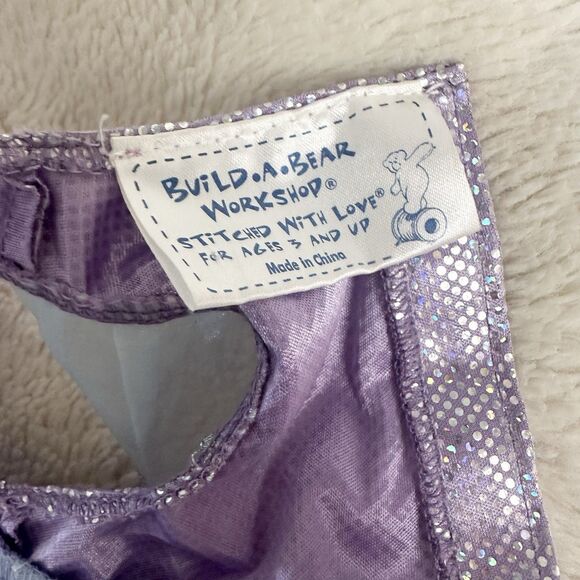 BUiLD.A.BEAR
WORKSHOP®
STiTCHED WiTH LOVE®
FOR AGES 3 AND UP
Made in China